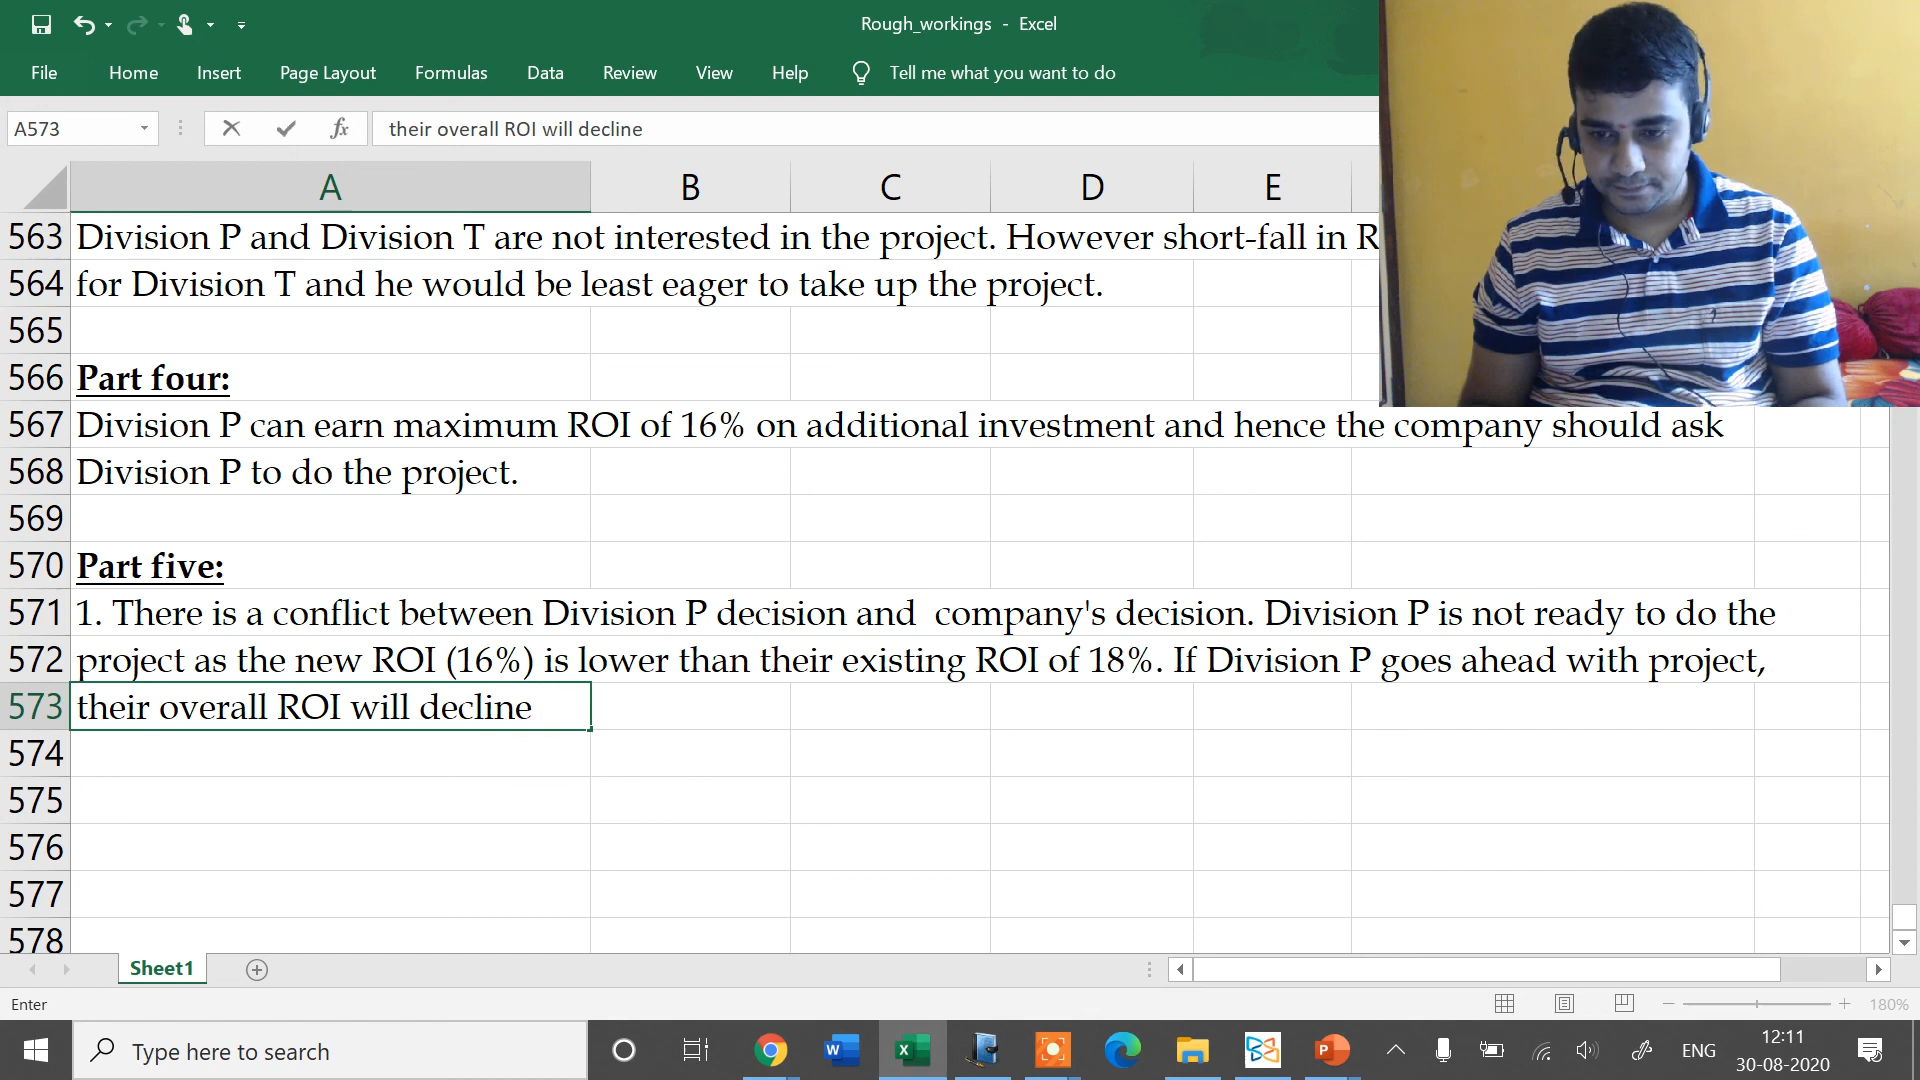 Rough_workings - Excel
File Home Insert Page Layout Formulas Data Review View Help Tell me what you want to do
A573 fx their overall ROI will decline
A B C D E
563 Division P and Division T are not interested in the project. However short-fall in R
564 for Division T and he would be least eager to take up the project.
565
566 Part four:
567 Division P can earn maximum ROI of 16% on additional investment and hence the company should ask
568 Division P to do the project.
569
570 Part five:
571 1. There is a conflict between Division P decision and company's decision. Division P is not ready to do the
572 project as the new ROI (16%) is lower than their existing ROI of 18%. If Division P goes ahead with project,
573 their overall ROI will decline
574
575
576
577
578
Sheet1
Enter 180%
Type here to search ENG 12:11
30-08-2020